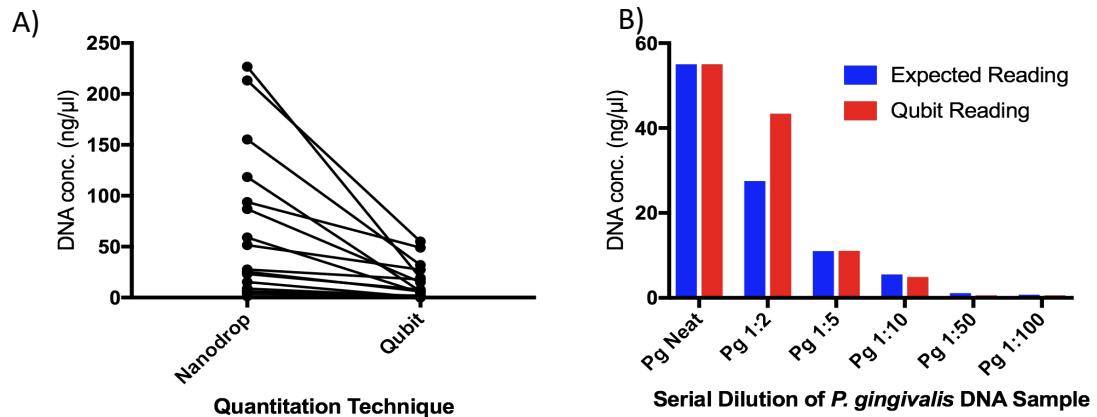 A)
DNA conc. (ng/µl)
250
200
150
100
50
0
Nanodrop
Qubit
Quantitation Technique
B)
DNA conc. (ng/µl)
60
40
20
0
Expected Reading
Qubit Reading
Pg Neat
Pg 1:2
Pg 1:5
Pg 1:10
Pg 1:50
Pg 1:100
Serial Dilution of P. gingivalis DNA Sample